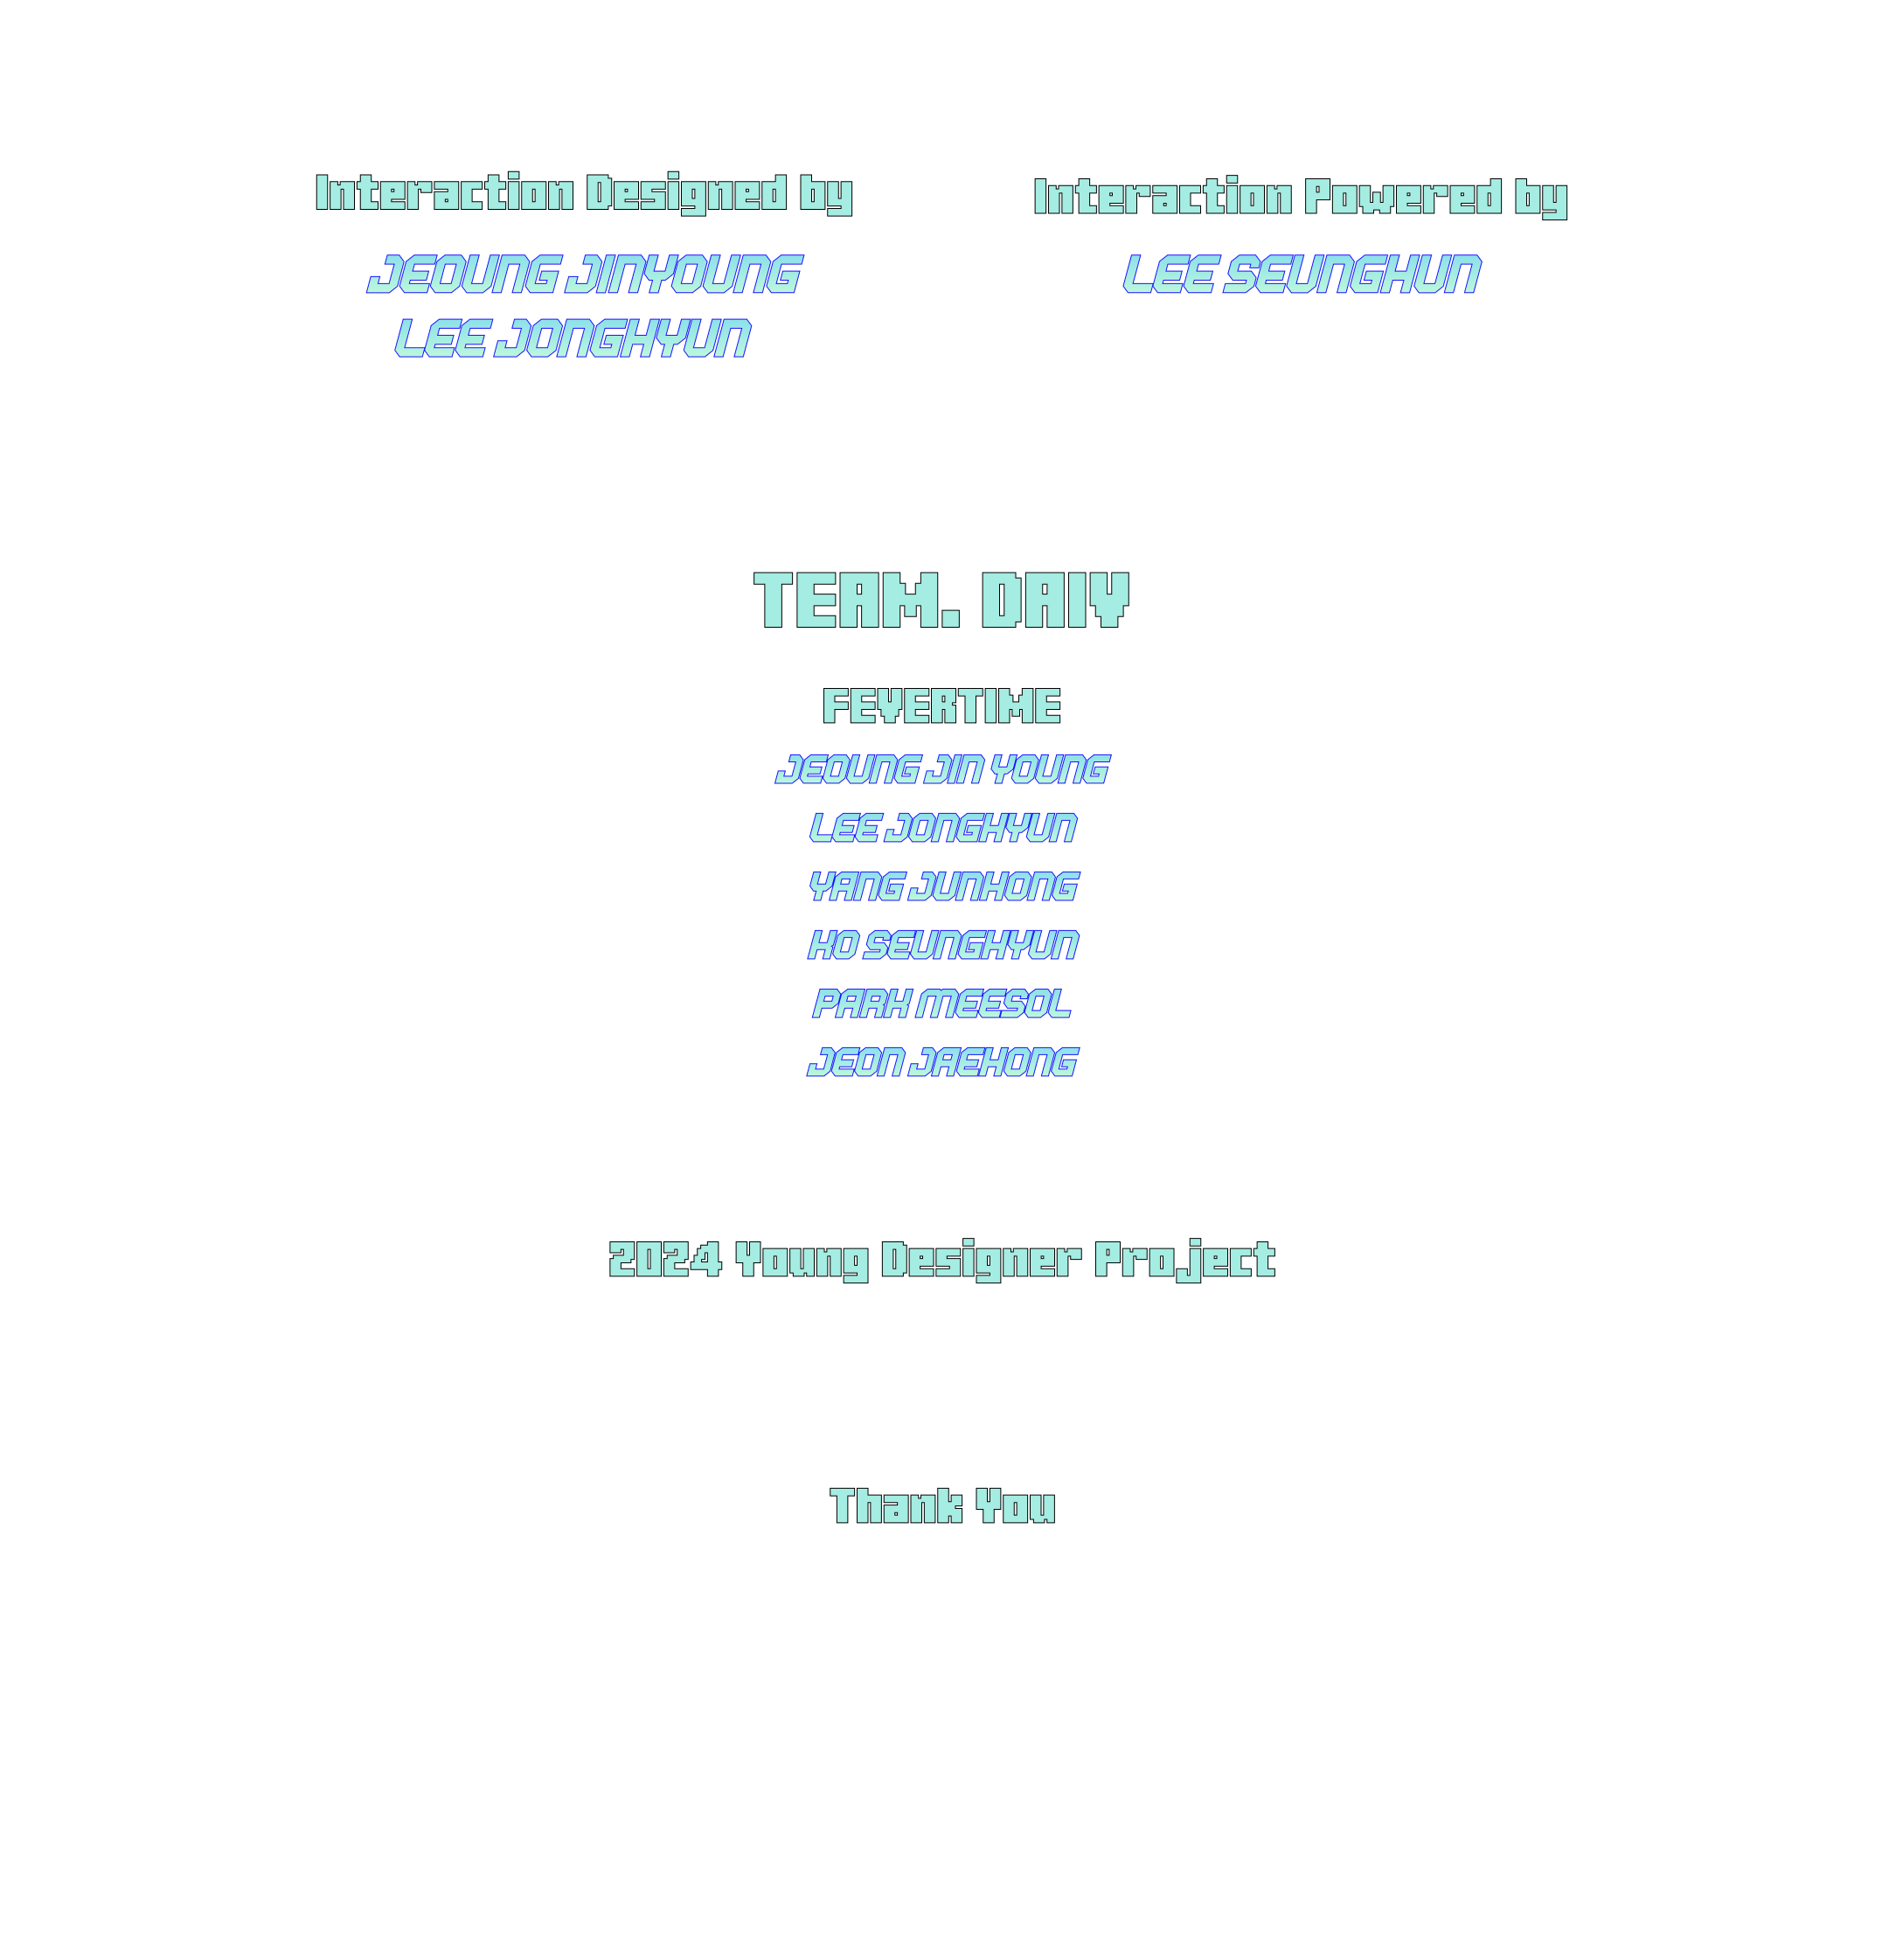 Interaction Designed by
JEOUNG JINYOUNG
LEE JONGHYUN
Interaction Powered by
LEE SEUNGHUN
TEAM. DAIV
FEVERTIME
JEOUNG JIN YOUNG
LEE JONGHYUN
YANG JUNHONG
KO SEUNGHYUN
PARK MEESOL
JEON JAEHONG
2024 Young Designer Project
Thank You